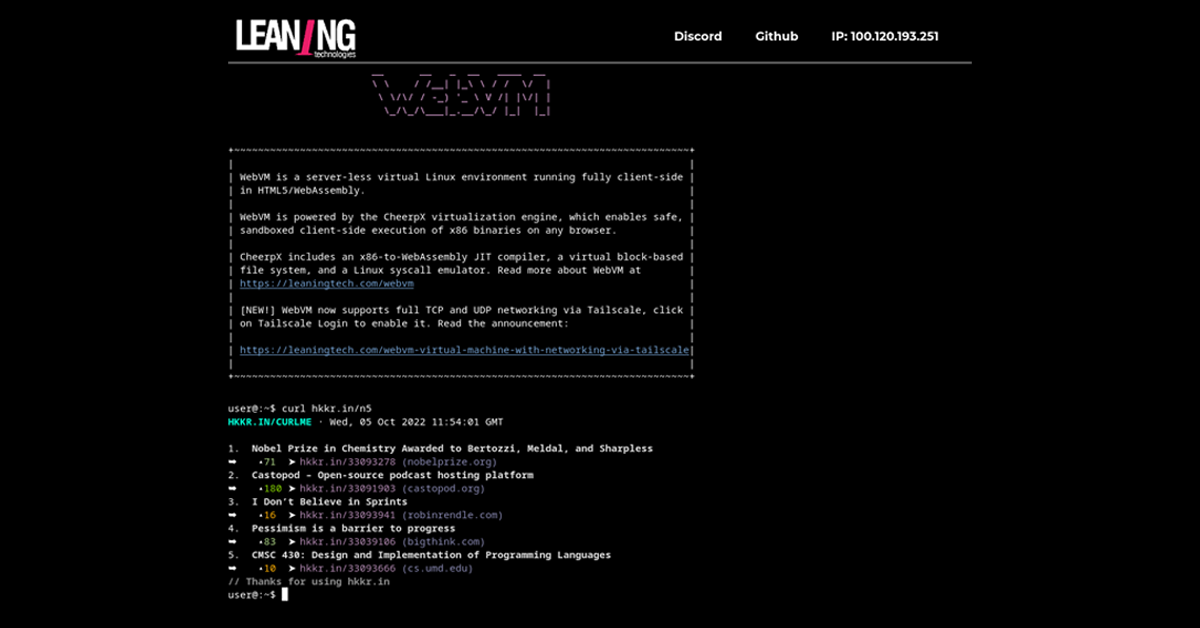 LEANING technologies
Discord Github IP: 100.120.193.251
WebVM
+~~~~~~~~~~~~~~~~~~~~~~~~~~~~~~~~~~~~~~~~~~~~~~~~~~~~~~~~~~~~~~~~~~~~~~~~~~~~+
| WebVM is a server-less virtual Linux environment running fully client-side |
| in HTML5/WebAssembly. |
| WebVM is powered by the CheerpX virtualization engine, which enables safe, |
| sandboxed client-side execution of x86 binaries on any browser. |
| CheerpX includes an x86-to-WebAssembly JIT compiler, a virtual block-based |
| file system, and a Linux syscall emulator. Read more about WebVM at |
| https://leaningtech.com/webvm |
| [NEW!] WebVM now supports full TCP and UDP networking via Tailscale, click |
| on Tailscale Login to enable it. Read the announcement: |
| https://leaningtech.com/webvm-virtual-machine-with-networking-via-tailscale|
+~~~~~~~~~~~~~~~~~~~~~~~~~~~~~~~~~~~~~~~~~~~~~~~~~~~~~~~~~~~~~~~~~~~~~~~~~~~~+
user@:~$ curl hkkr.in/n5
HKKR.IN/CURLME · Wed, 05 Oct 2022 11:54:01 GMT
1. Nobel Prize in Chemistry Awarded to Bertozzi, Meldal, and Sharpless
➥ ⋆71 ➤ hkkr.in/33093278 (nobelprize.org)
2. Castopod – Open-source podcast hosting platform
➥ ⋆180 ➤ hkkr.in/33091903 (castopod.org)
3. I Don't Believe in Sprints
➥ ⋆16 ➤ hkkr.in/33093941 (robinrendle.com)
4. Pessimism is a barrier to progress
➥ ⋆83 ➤ hkkr.in/33039106 (bigthink.com)
5. CMSC 430: Design and Implementation of Programming Languages
➥ ⋆10 ➤ hkkr.in/33093666 (cs.umd.edu)
// Thanks for using hkkr.in
user@:~$